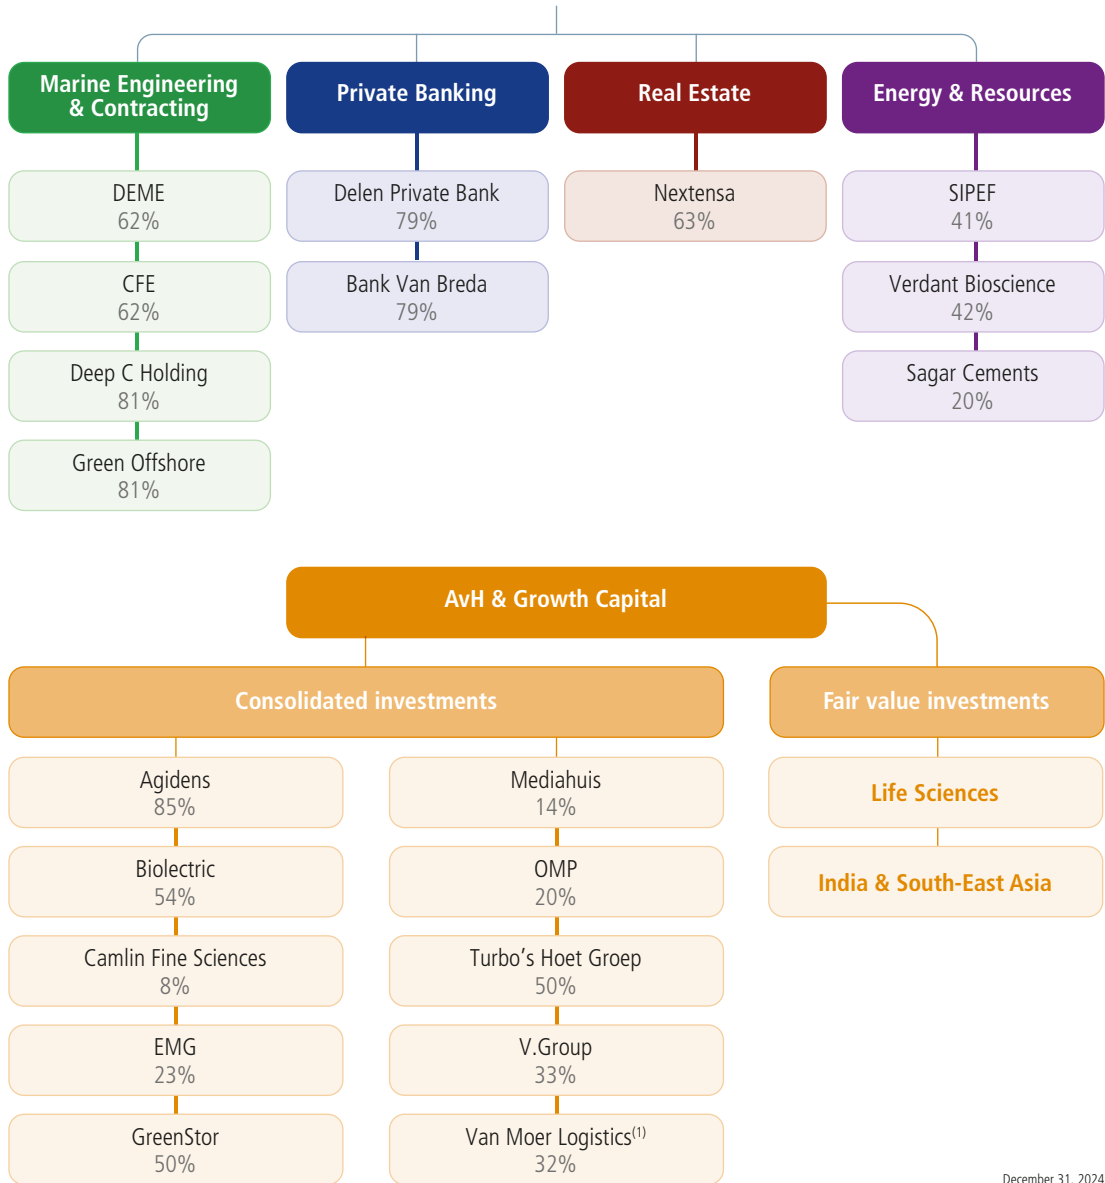 Marine Engineering
& Contracting
DEME
62%
CFE
62%
Deep C Holding
81%
Green Offshore
81%
Private Banking
Delen Private Bank
79%
Bank Van Breda
79%
Real Estate
Nextensa
63%
Energy & Resources
SIPEF
41%
Verdant Bioscience
42%
Sagar Cements
20%
AvH & Growth Capital
Consolidated investments
Agidens
85%
Biolectric
54%
Camlin Fine Sciences
8%
EMG
23%
GreenStor
50%
Mediahuis
14%
OMP
20%
Turbo’s Hoet Groep
50%
V.Group
33%
Van Moer Logistics(1)
32%
Fair value investments
Life Sciences
India & South-East Asia
December 31, 2024